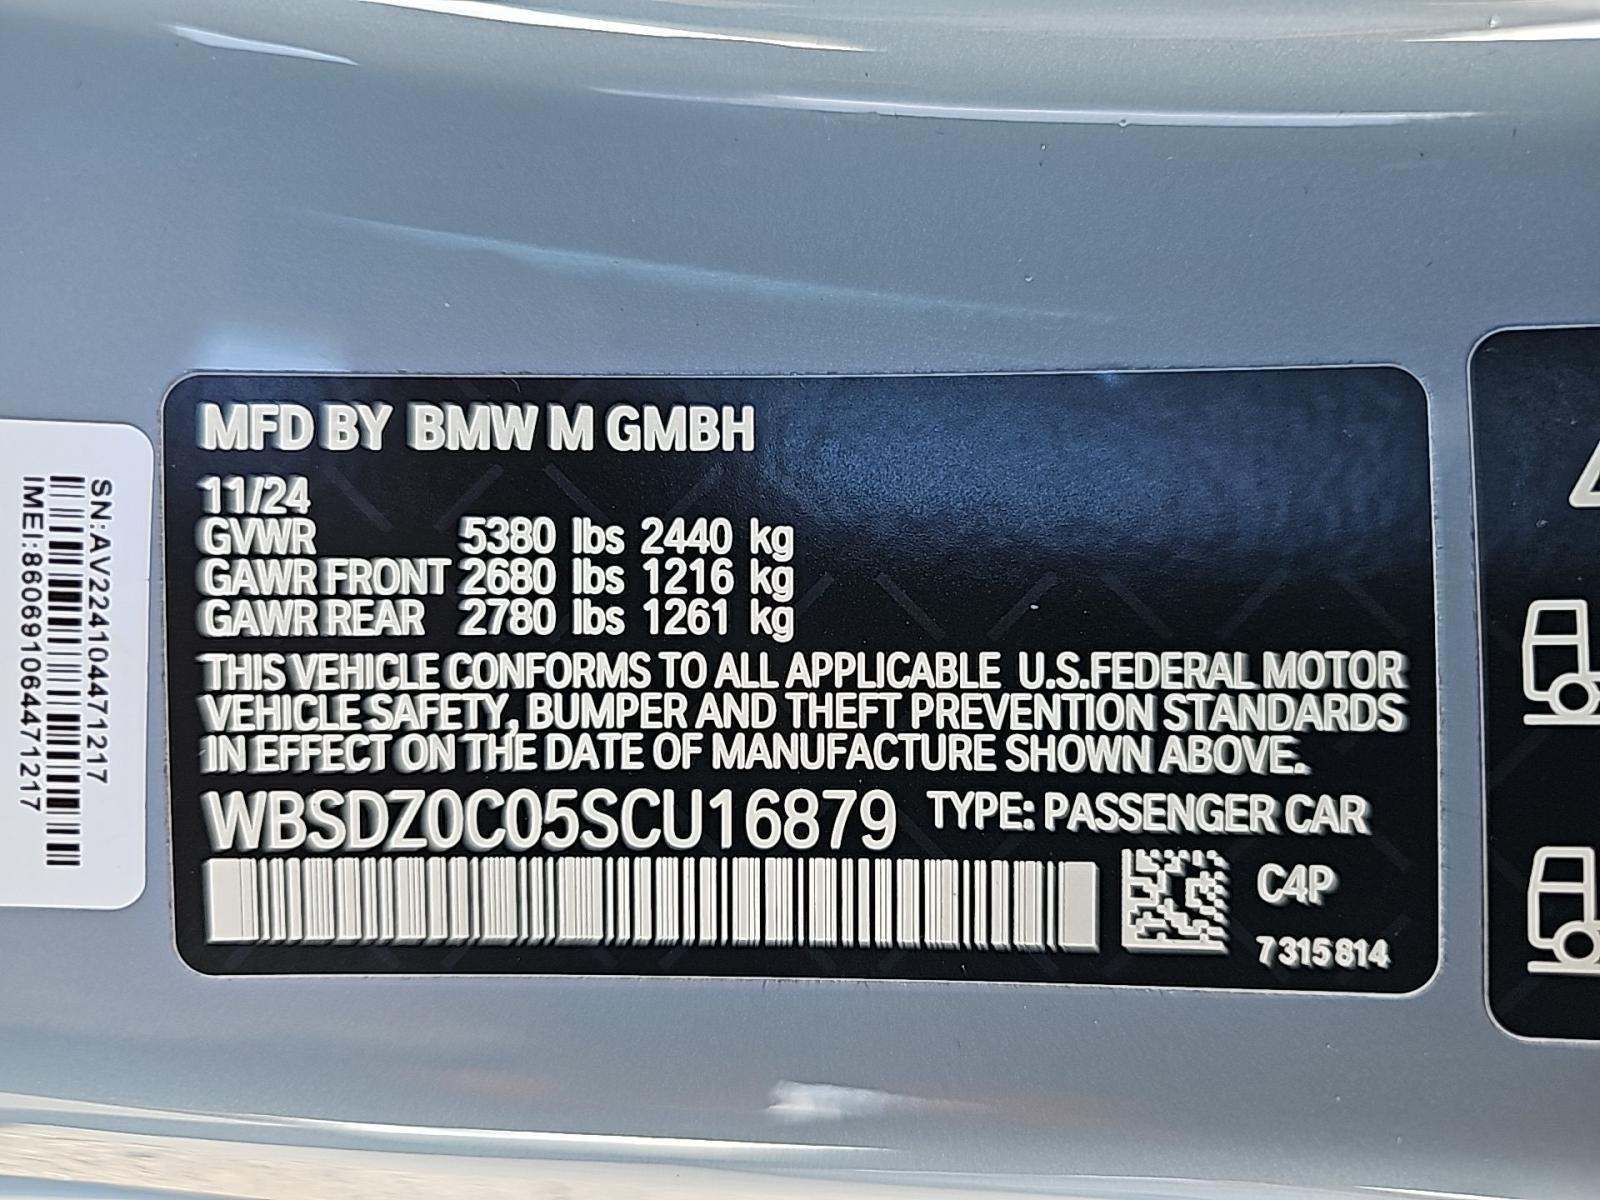 SN:AV2241044471217
IMEI:860691064471217
MFD BY BMW M GMBH
11/24
GVWR 5380 lbs 2440 kg
GAWR FRONT 2680 lbs 1216 kg
GAWR REAR 2780 lbs 1261 kg
THIS VEHICLE CONFORMS TO ALL APPLICABLE U.S.FEDERAL MOTOR
VEHICLE SAFETY, BUMPER AND THEFT PREVENTION STANDARDS
IN EFFECT ON THE DATE OF MANUFACTURE SHOWN ABOVE.
WBSDZ0C05SCU16879 TYPE: PASSENGER CAR
C4P
7315814